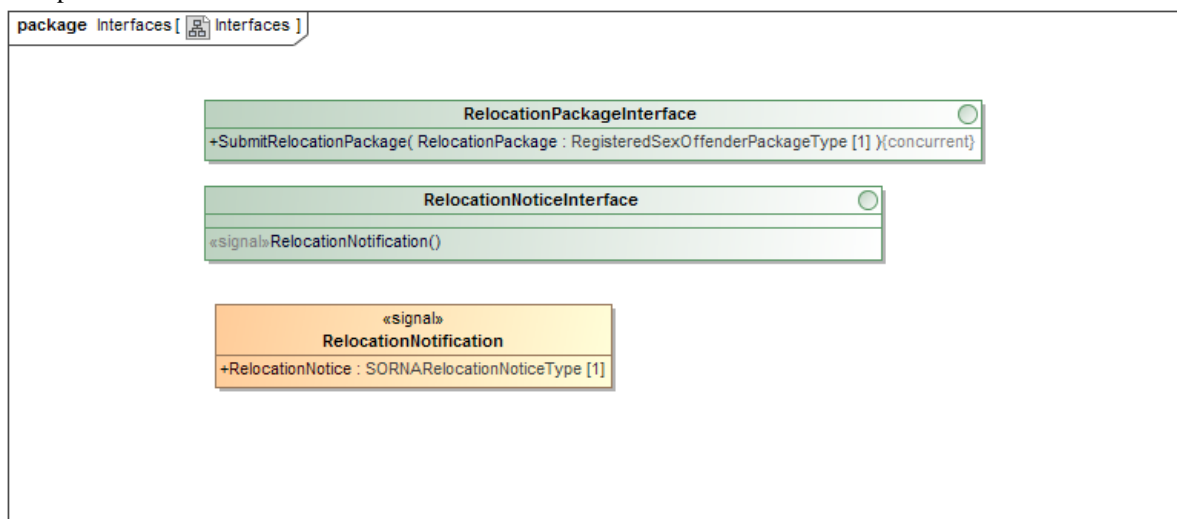 package Interfaces [ Interfaces ]
RelocationPackageInterface
+SubmitRelocationPackage( RelocationPackage : RegisteredSexOffenderPackageType [1] ){concurrent}
RelocationNoticeInterface
«signal»RelocationNotification()
«signal»
RelocationNotification
+RelocationNotice : SORNARelocationNoticeType [1]